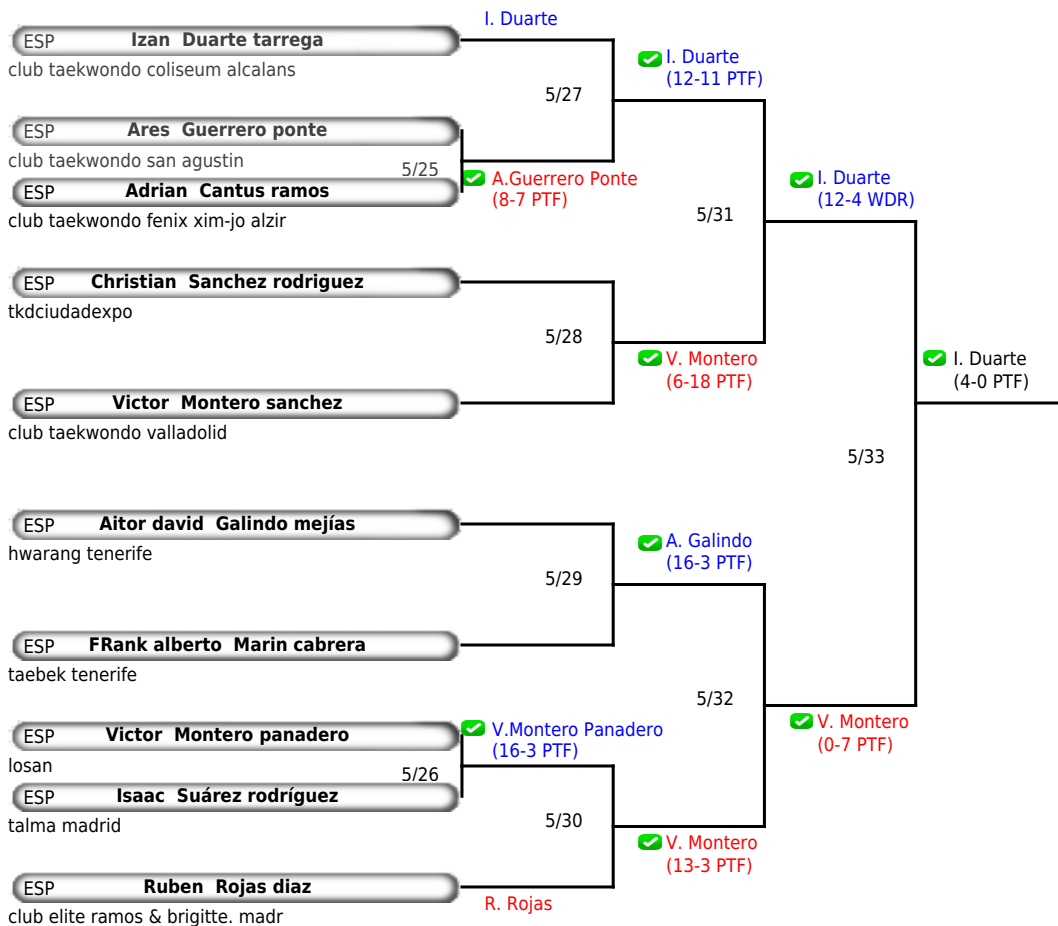 I. Duarte
ESP Izan Duarte tarrega
club taekwondo coliseum alcalans
I. Duarte
(12-11 PTF)
5/27
ESP Ares Guerrero ponte
club taekwondo san agustin
5/25
A.Guerrero Ponte
(8-7 PTF)
ESP Adrian Cantus ramos
club taekwondo fenix xim-jo alzir
I. Duarte
(12-4 WDR)
5/31
ESP Christian Sanchez rodriguez
tkdciudadexpo
5/28
V. Montero
(6-18 PTF)
I. Duarte
(4-0 PTF)
ESP Victor Montero sanchez
club taekwondo valladolid
5/33
ESP Aitor david Galindo mejías
hwarang tenerife
A. Galindo
(16-3 PTF)
5/29
ESP FRank alberto Marin cabrera
taebek tenerife
5/32
V. Montero
(0-7 PTF)
ESP Victor Montero panadero
losan
V.Montero Panadero
(16-3 PTF)
5/26
ESP Isaac Suárez rodríguez
talma madrid
5/30
V. Montero
(13-3 PTF)
ESP Ruben Rojas diaz
club elite ramos & brigitte. madr
R. Rojas